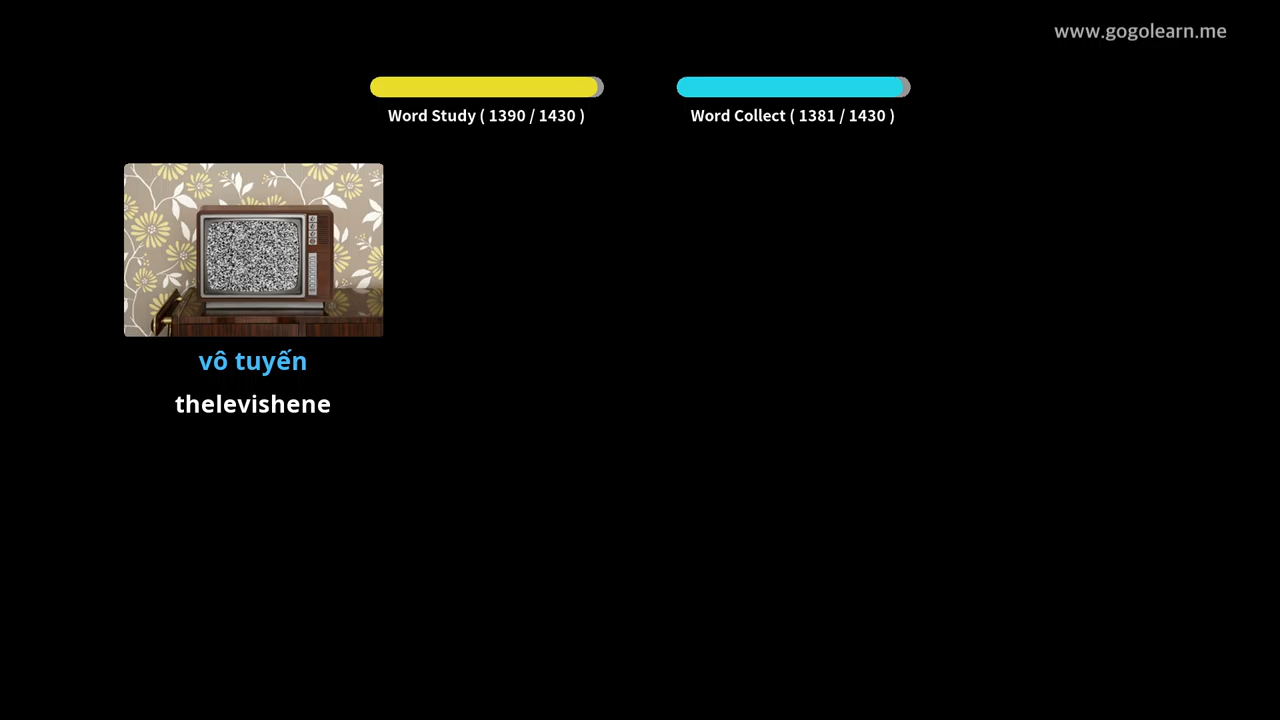 www.gogolearn.me
Word Study ( 1390 / 1430 )
Word Collect ( 1381 / 1430 )
vô tuyến
thelevishene